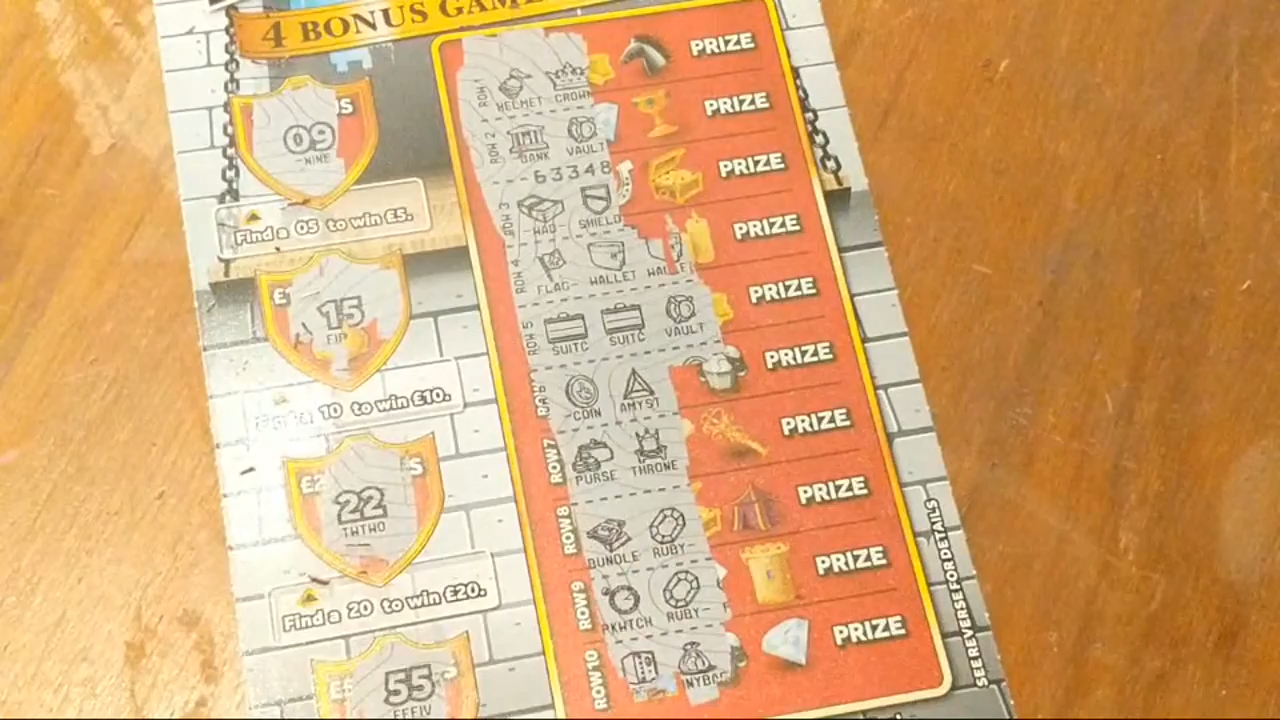 4 BONUS GAME
09
-NINE
Find a 05 to win £5.
15
10 to win £10.
22
TWTWO
Find a 20 to win £20.
55
ROW 1
HELMET CROWN
PRIZE
ROW 2
BANK VAULT
PRIZE
63348
PRIZE
ROW 3
WAD- SHIELD
ROW 4
FLAG- WALLET
PRIZE
ROW 5
SUITC SUITC VAULT
PRIZE
-COIN AMYST
PRIZE
ROW7
PURSE THRONE
PRIZE
ROW8
BUNDLE RUBY-
PRIZE
ROW9
PKWTCH RUBY-
PRIZE
ROW10
PRIZE
SEE REVERSE FOR DETAILS